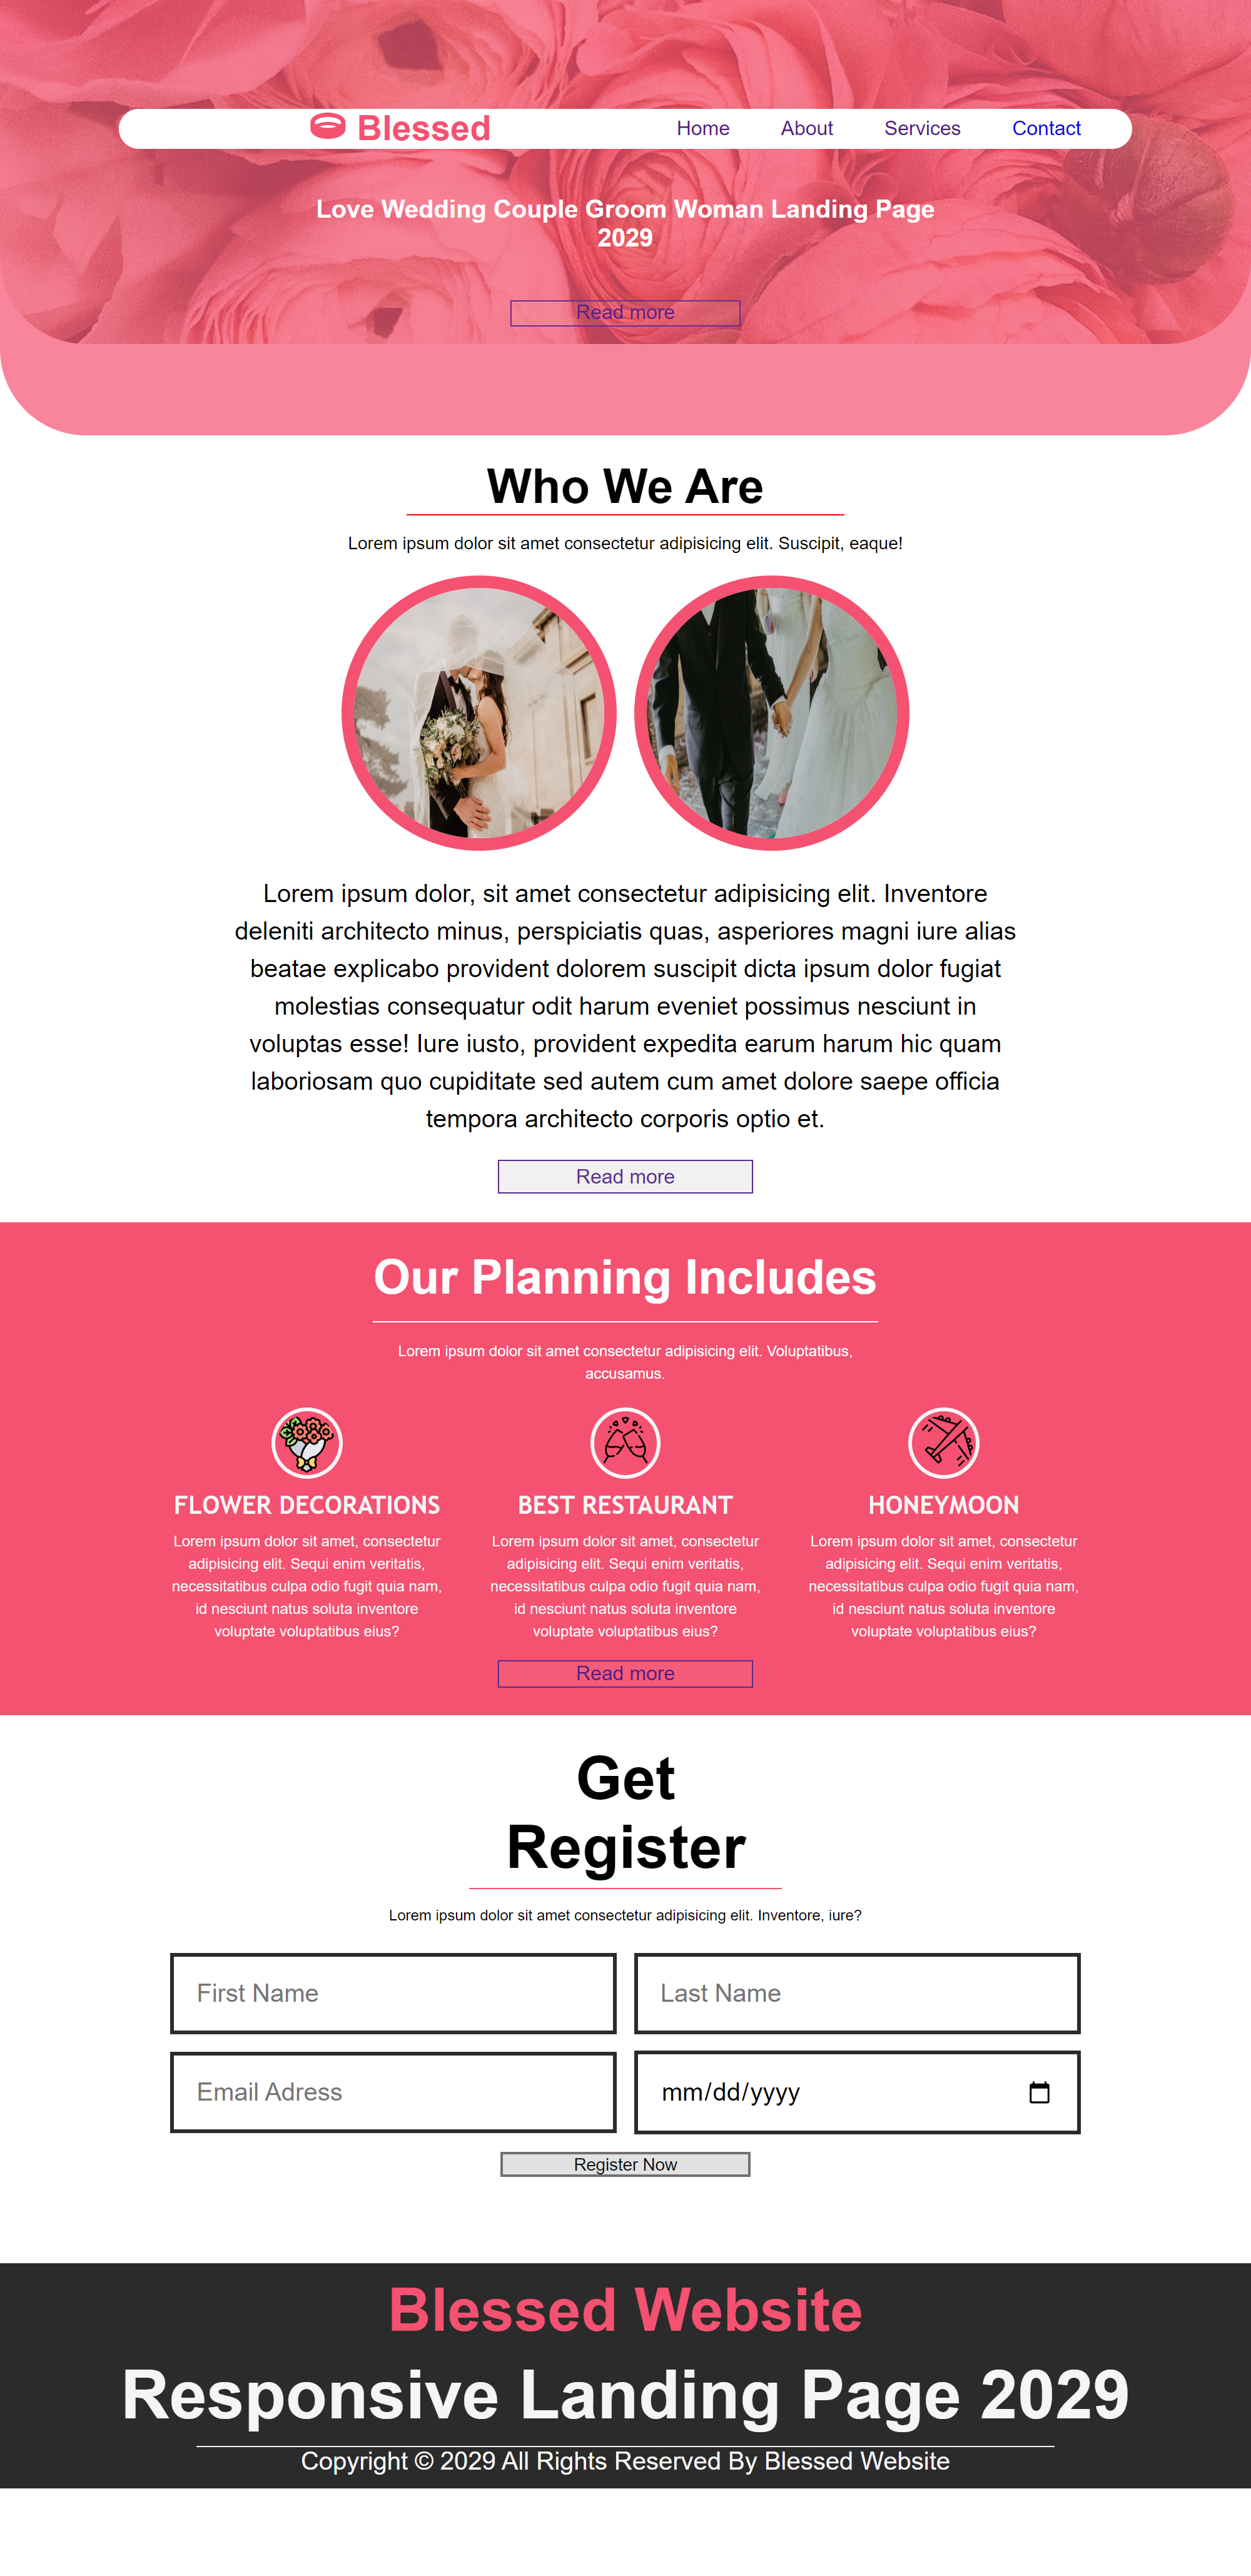 Blessed
Home About Services Contact
Love Wedding Couple Groom Woman Landing Page
2029
Read more
Who We Are
Lorem ipsum dolor sit amet consectetur adipisicing elit. Suscipit, eaque!
Lorem ipsum dolor, sit amet consectetur adipisicing elit. Inventore
deleniti architecto minus, perspiciatis quas, asperiores magni iure alias
beatae explicabo provident dolorem suscipit dicta ipsum dolor fugiat
molestias consequatur odit harum eveniet possimus nesciunt in
voluptas esse! Iure iusto, provident expedita earum harum hic quam
laboriosam quo cupiditate sed autem cum amet dolore saepe officia
tempora architecto corporis optio et.
Read more
Our Planning Includes
Lorem ipsum dolor sit amet consectetur adipisicing elit. Voluptatibus,
accusamus.
FLOWER DECORATIONS
Lorem ipsum dolor sit amet, consectetur
adipisicing elit. Sequi enim veritatis,
necessitatibus culpa odio fugit quia nam,
id nesciunt natus soluta inventore
voluptate voluptatibus eius?
BEST RESTAURANT
Lorem ipsum dolor sit amet, consectetur
adipisicing elit. Sequi enim veritatis,
necessitatibus culpa odio fugit quia nam,
id nesciunt natus soluta inventore
voluptate voluptatibus eius?
HONEYMOON
Lorem ipsum dolor sit amet, consectetur
adipisicing elit. Sequi enim veritatis,
necessitatibus culpa odio fugit quia nam,
id nesciunt natus soluta inventore
voluptate voluptatibus eius?
Read more
Get
Register
Lorem ipsum dolor sit amet consectetur adipisicing elit. Inventore, iure?
First Name
Last Name
Email Adress
mm/dd/yyyy
Register Now
Blessed Website
Responsive Landing Page 2029
Copyright © 2029 All Rights Reserved By Blessed Website